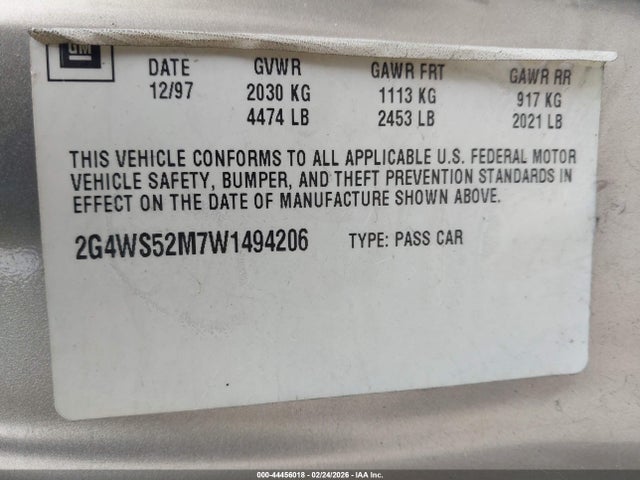 GM
DATE GVWR GAWR FRT GAWR RR
12/97 2030 KG 1113 KG 917 KG
4474 LB 2453 LB 2021 LB
THIS VEHICLE CONFORMS TO ALL APPLICABLE U.S. FEDERAL MOTOR
VEHICLE SAFETY, BUMPER, AND THEFT PREVENTION STANDARDS IN
EFFECT ON THE DATE OF MANUFACTURE SHOWN ABOVE.
2G4WS52M7W1494206 TYPE: PASS CAR
000-44456018 - 02/24/2026 - IAA Inc.